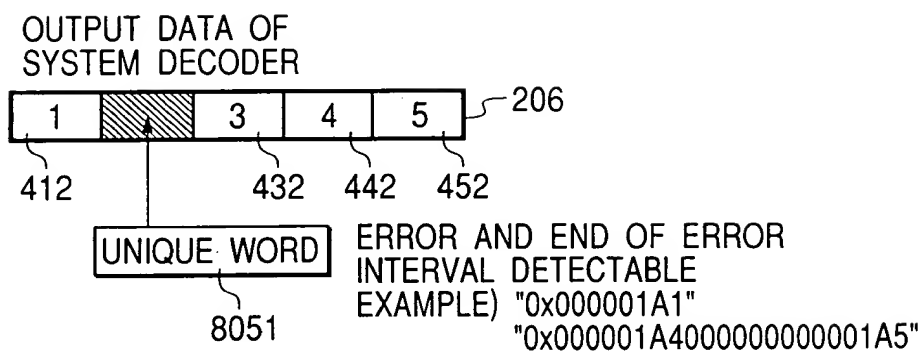 OUTPUT DATA OF
SYSTEM DECODER
1 3 4 5 206
412 432 442 452
UNIQUE WORD
8051
ERROR AND END OF ERROR
INTERVAL DETECTABLE
EXAMPLE) "0x000001A1"
"0x000001A4000000000001A5"